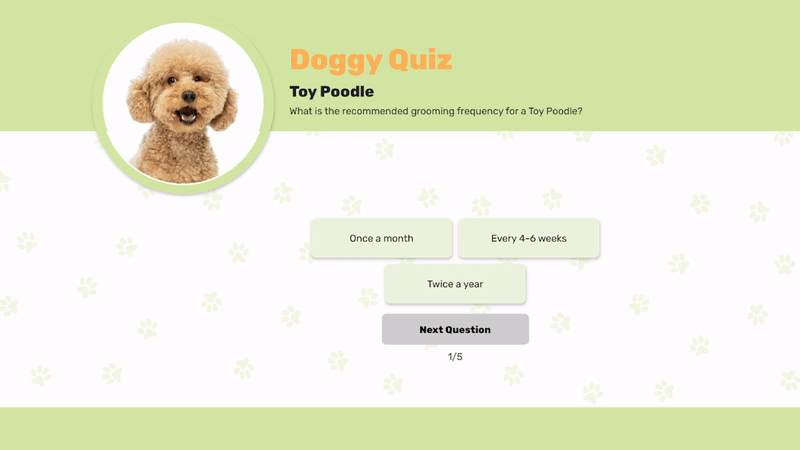 Doggy Quiz
Toy Poodle
What is the recommended grooming frequency for a Toy Poodle?
Once a month
Every 4-6 weeks
Twice a year
Next Question
1/5